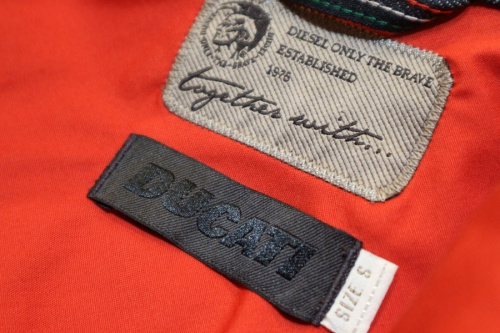 DIESEL ONLY THE BRAVE
ESTABLISHED
1978
together with...
DUCATI
SIZE S